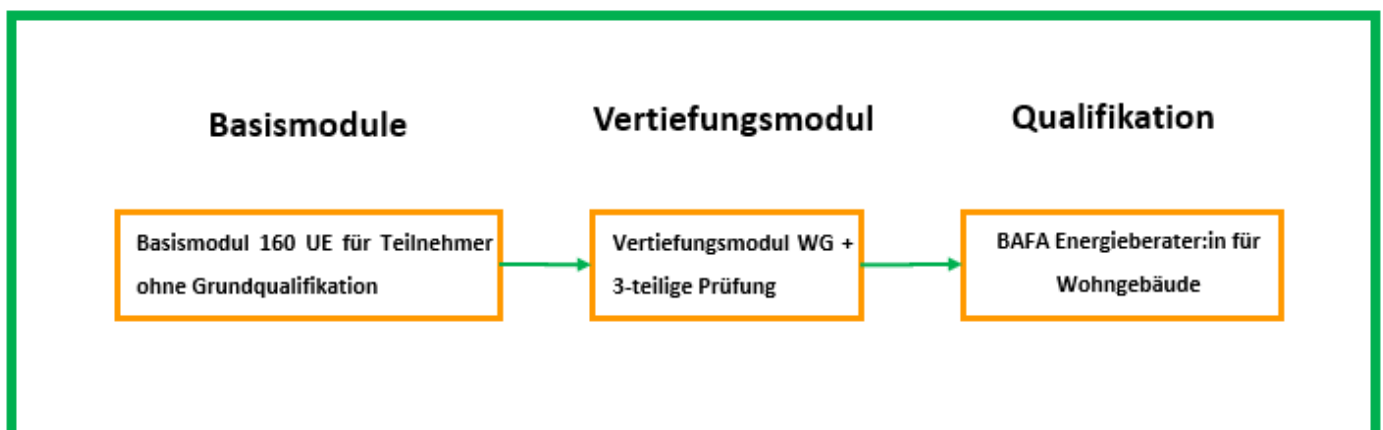 Basismodule
Vertiefungsmodul
Qualifikation
Basismodul 160 UE für Teilnehmer
ohne Grundqualifikation
Vertiefungsmodul WG +
3-teilige Prüfung
BAFA Energieberater:in für
Wohngebäude